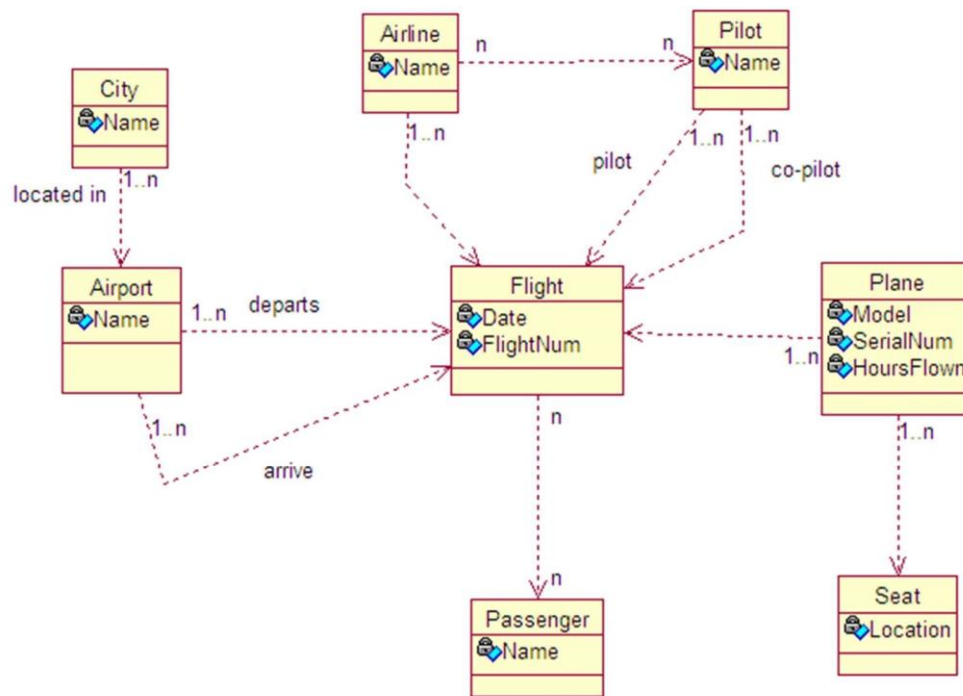 Airline
Name
n
n
Pilot
Name
City
Name
1..n
1..n
1..n
pilot
co-pilot
1..n
located in
Airport
Name
1..n
departs
Flight
Date
FlightNum
Plane
Model
SerialNum
HoursFlown
1..n
1..n
arrive
n
1..n
n
Passenger
Name
Seat
Location